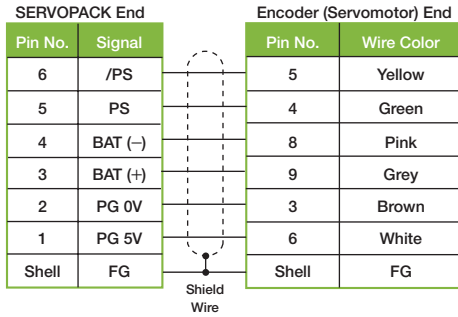 SERVOPACK End Encoder (Servomotor) End
Pin No. Signal Pin No. Wire Color
6 /PS 5 Yellow
5 PS 4 Green
4 BAT (−) 8 Pink
3 BAT (+) 9 Grey
2 PG 0V 3 Brown
1 PG 5V 6 White
Shell FG Shell FG
Shield
Wire